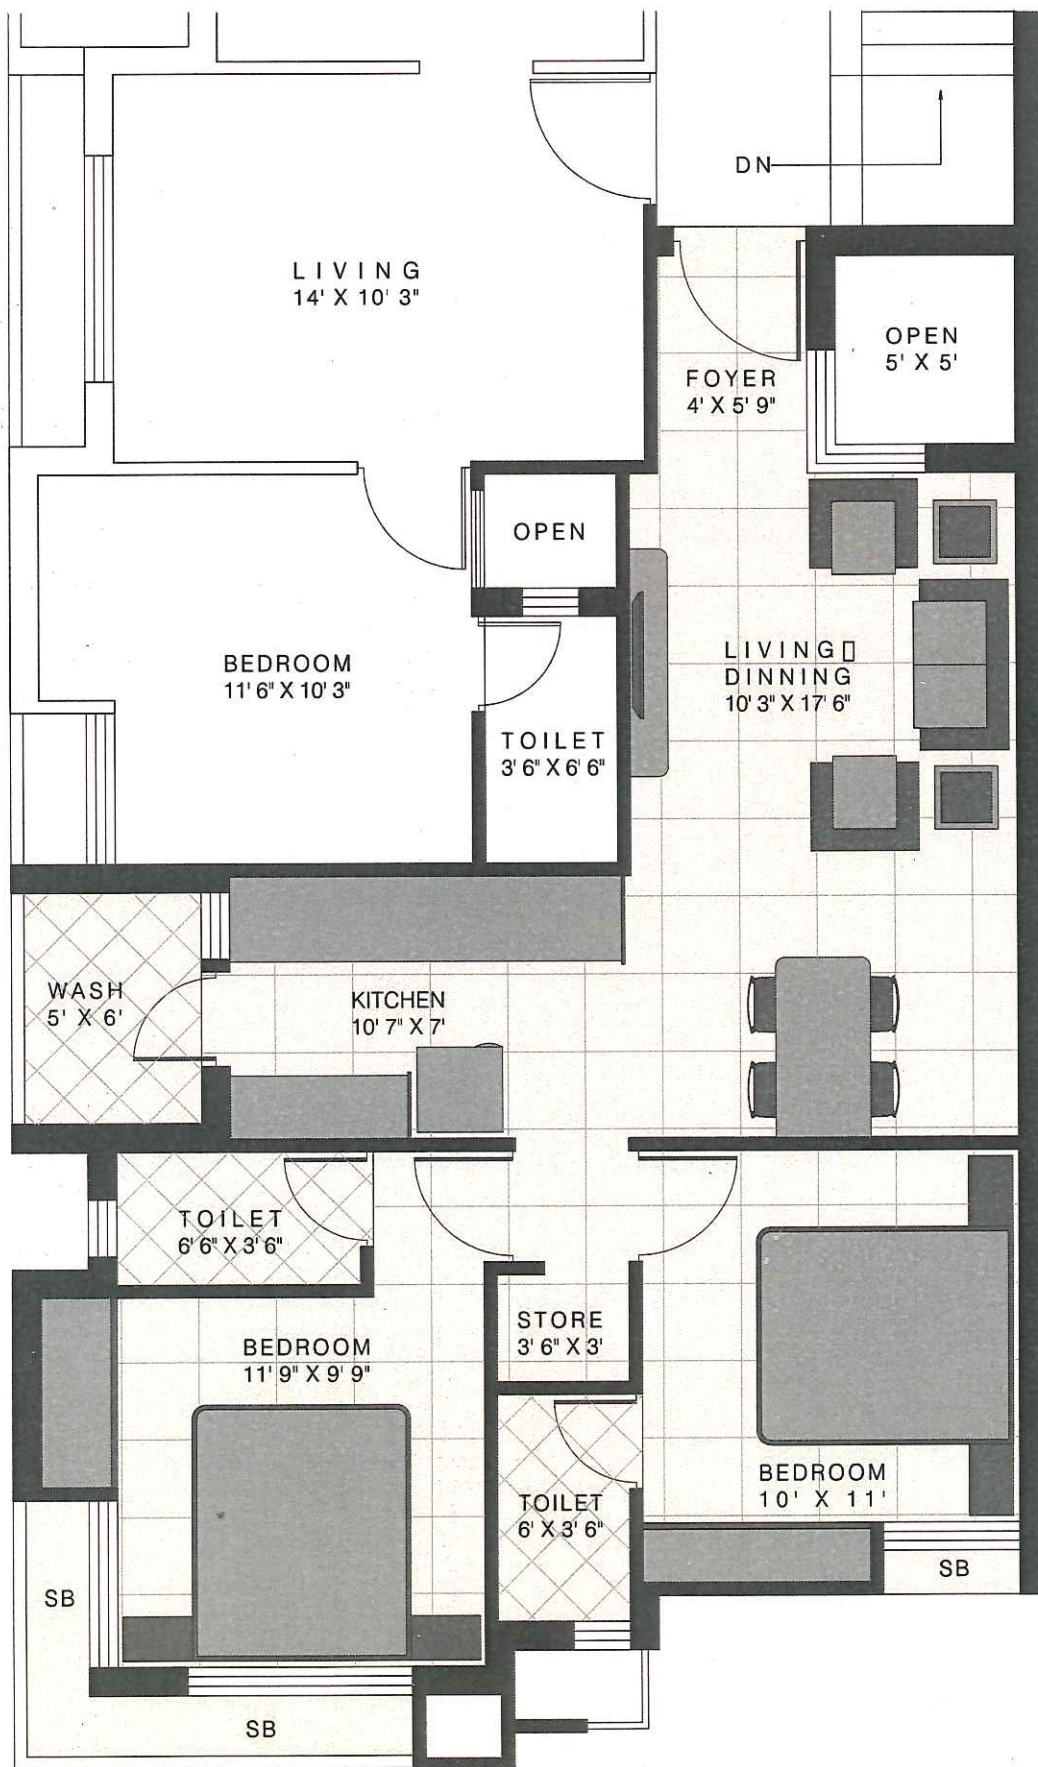 DN
LIVING
14' X 10' 3"
OPEN
5' X 5'
FOYER
4' X 5' 9"
OPEN
BEDROOM
11' 6" X 10' 3"
LIVING▯
DINNING
10' 3" X 17' 6"
TOILET
3' 6" X 6' 6"
WASH
5' X 6'
KITCHEN
10' 7" X 7'
TOILET
6' 6" X 3' 6"
STORE
3' 6" X 3'
BEDROOM
11' 9" X 9' 9"
BEDROOM
10' X 11'
TOILET
6' X 3' 6"
SB
SB
SB